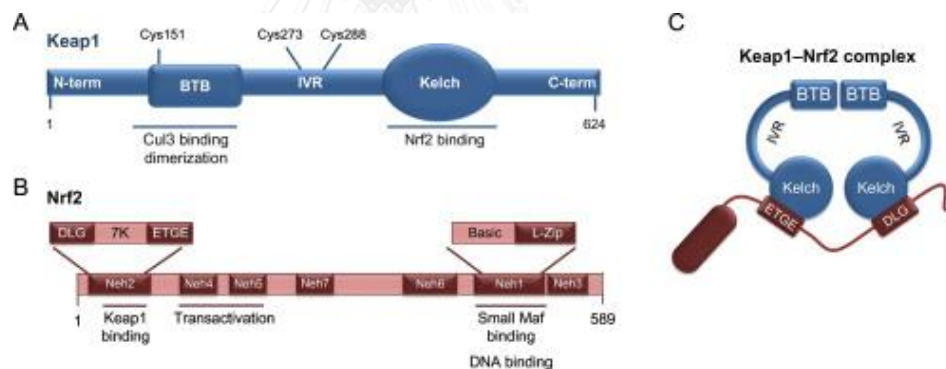 A
Keap1
Cys151
Cys273
Cys288
N-term
BTB
IVR
Kelch
C-term
1
624
Cul3 binding
dimerization
Nrf2 binding
B
Nrf2
DLG
7K
ETGE
Basic
L-Zip
Neh2
Neh4
Neh5
Neh7
Neh6
Neh1
Neh3
1
589
Keap1
binding
Transactivation
Small Maf
binding
DNA binding
C
Keap1–Nrf2 complex
BTB
BTB
IVR
IVR
Kelch
Kelch
ETGE
DLG